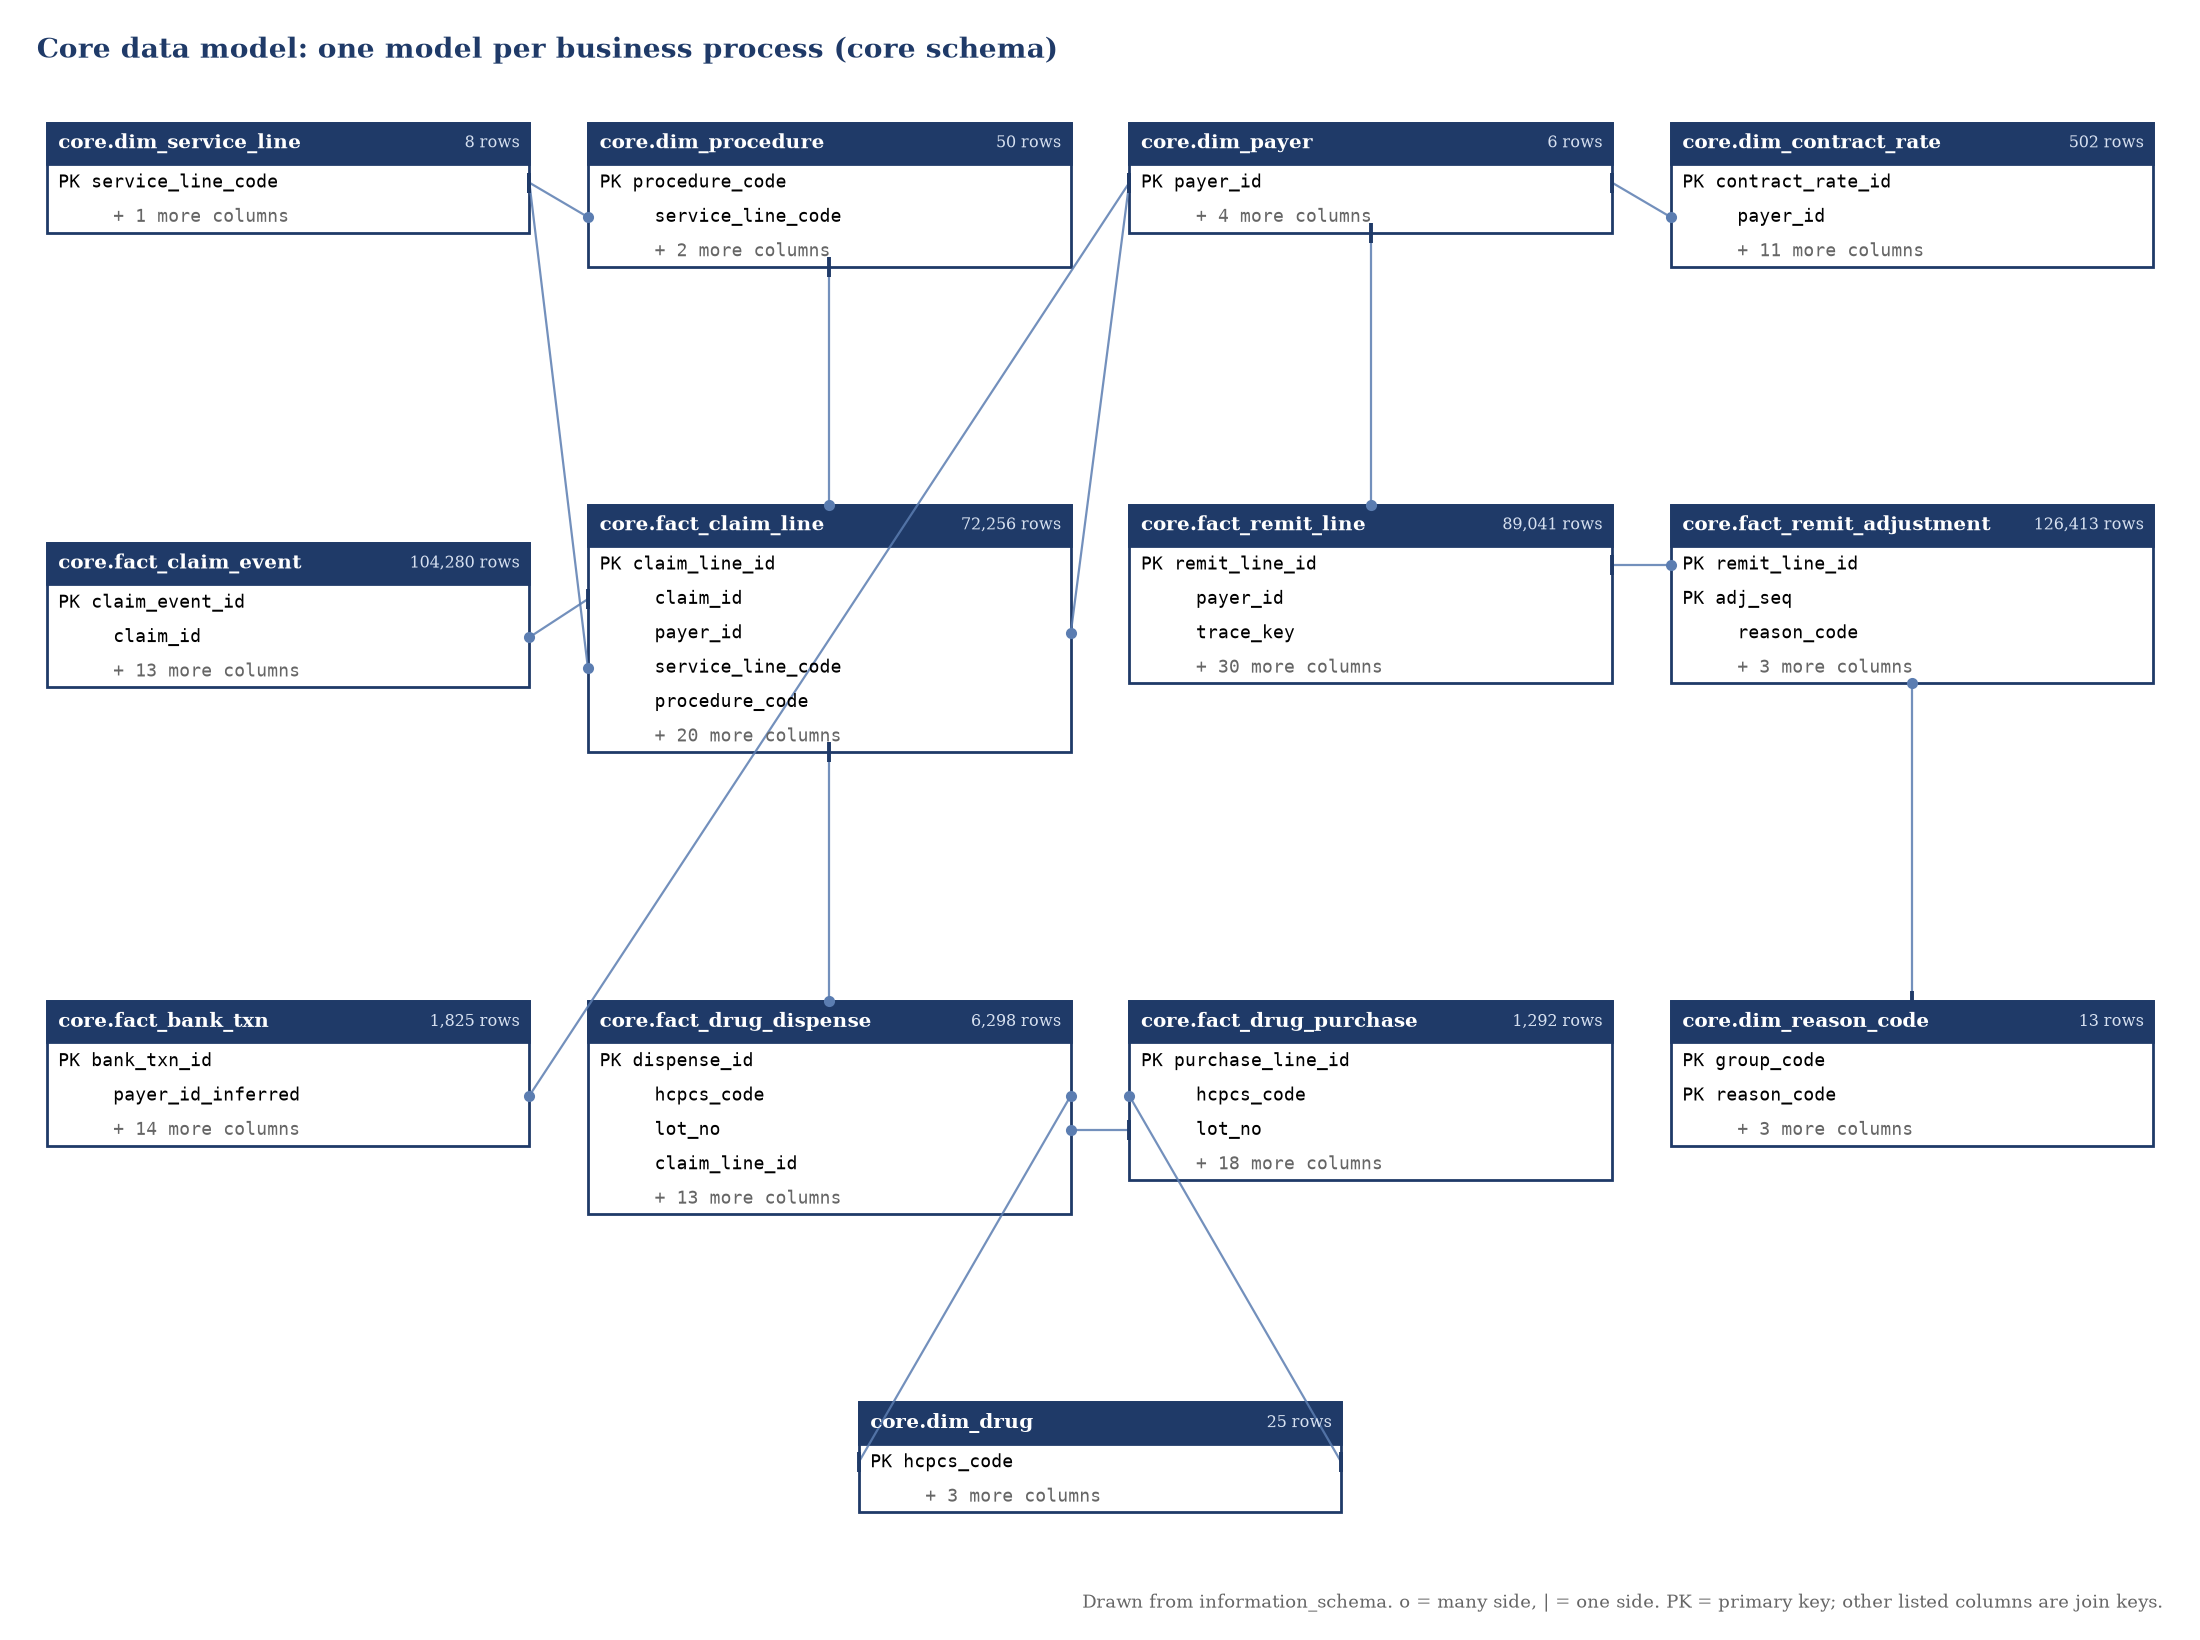 Core data model: one model per business process (core schema)
core.dim_service_line 8 rows
PK service_line_code
+ 1 more columns
core.dim_procedure 50 rows
PK procedure_code
service_line_code
+ 2 more columns
core.dim_payer 6 rows
PK payer_id
+ 4 more columns
core.dim_contract_rate 502 rows
PK contract_rate_id
payer_id
+ 11 more columns
core.fact_claim_event 104,280 rows
PK claim_event_id
claim_id
+ 13 more columns
core.fact_claim_line 72,256 rows
PK claim_line_id
claim_id
payer_id
service_line_code
procedure_code
+ 20 more columns
core.fact_remit_line 89,041 rows
PK remit_line_id
payer_id
trace_key
+ 30 more columns
core.fact_remit_adjustment 126,413 rows
PK remit_line_id
PK adj_seq
reason_code
+ 3 more columns
core.fact_bank_txn 1,825 rows
PK bank_txn_id
payer_id_inferred
+ 14 more columns
core.fact_drug_dispense 6,298 rows
PK dispense_id
hcpcs_code
lot_no
claim_line_id
+ 13 more columns
core.fact_drug_purchase 1,292 rows
PK purchase_line_id
hcpcs_code
lot_no
+ 18 more columns
core.dim_reason_code 13 rows
PK group_code
PK reason_code
+ 3 more columns
core.dim_drug 25 rows
PK hcpcs_code
+ 3 more columns
Drawn from information_schema. o = many side, | = one side. PK = primary key; other listed columns are join keys.